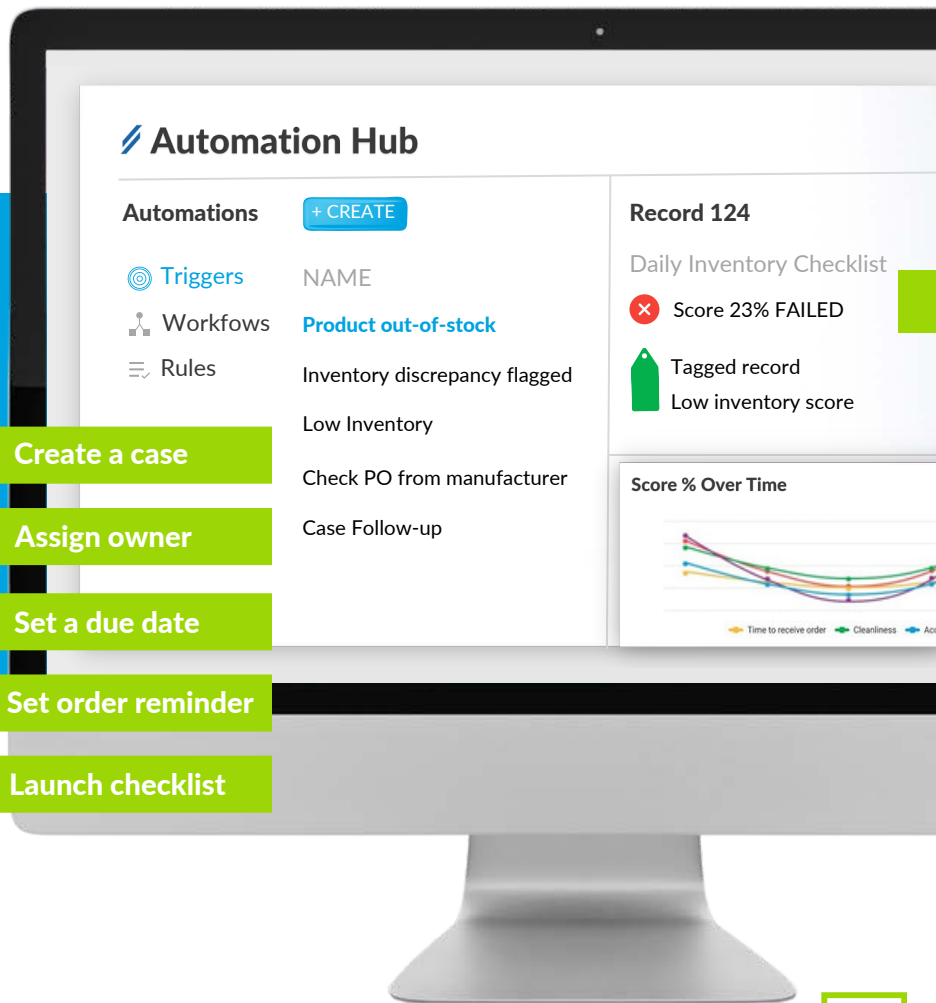 Automation Hub
Automations
+ CREATE
Triggers
Workfows
Rules
NAME
Product out-of-stock
Inventory discrepancy flagged
Low Inventory
Check PO from manufacturer
Case Follow-up
Record 124
Daily Inventory Checklist
Score 23% FAILED
Tagged record
Low inventory score
Score % Over Time
Time to receive order
Cleanliness
Create a case
Assign owner
Set a due date
Set order reminder
Launch checklist